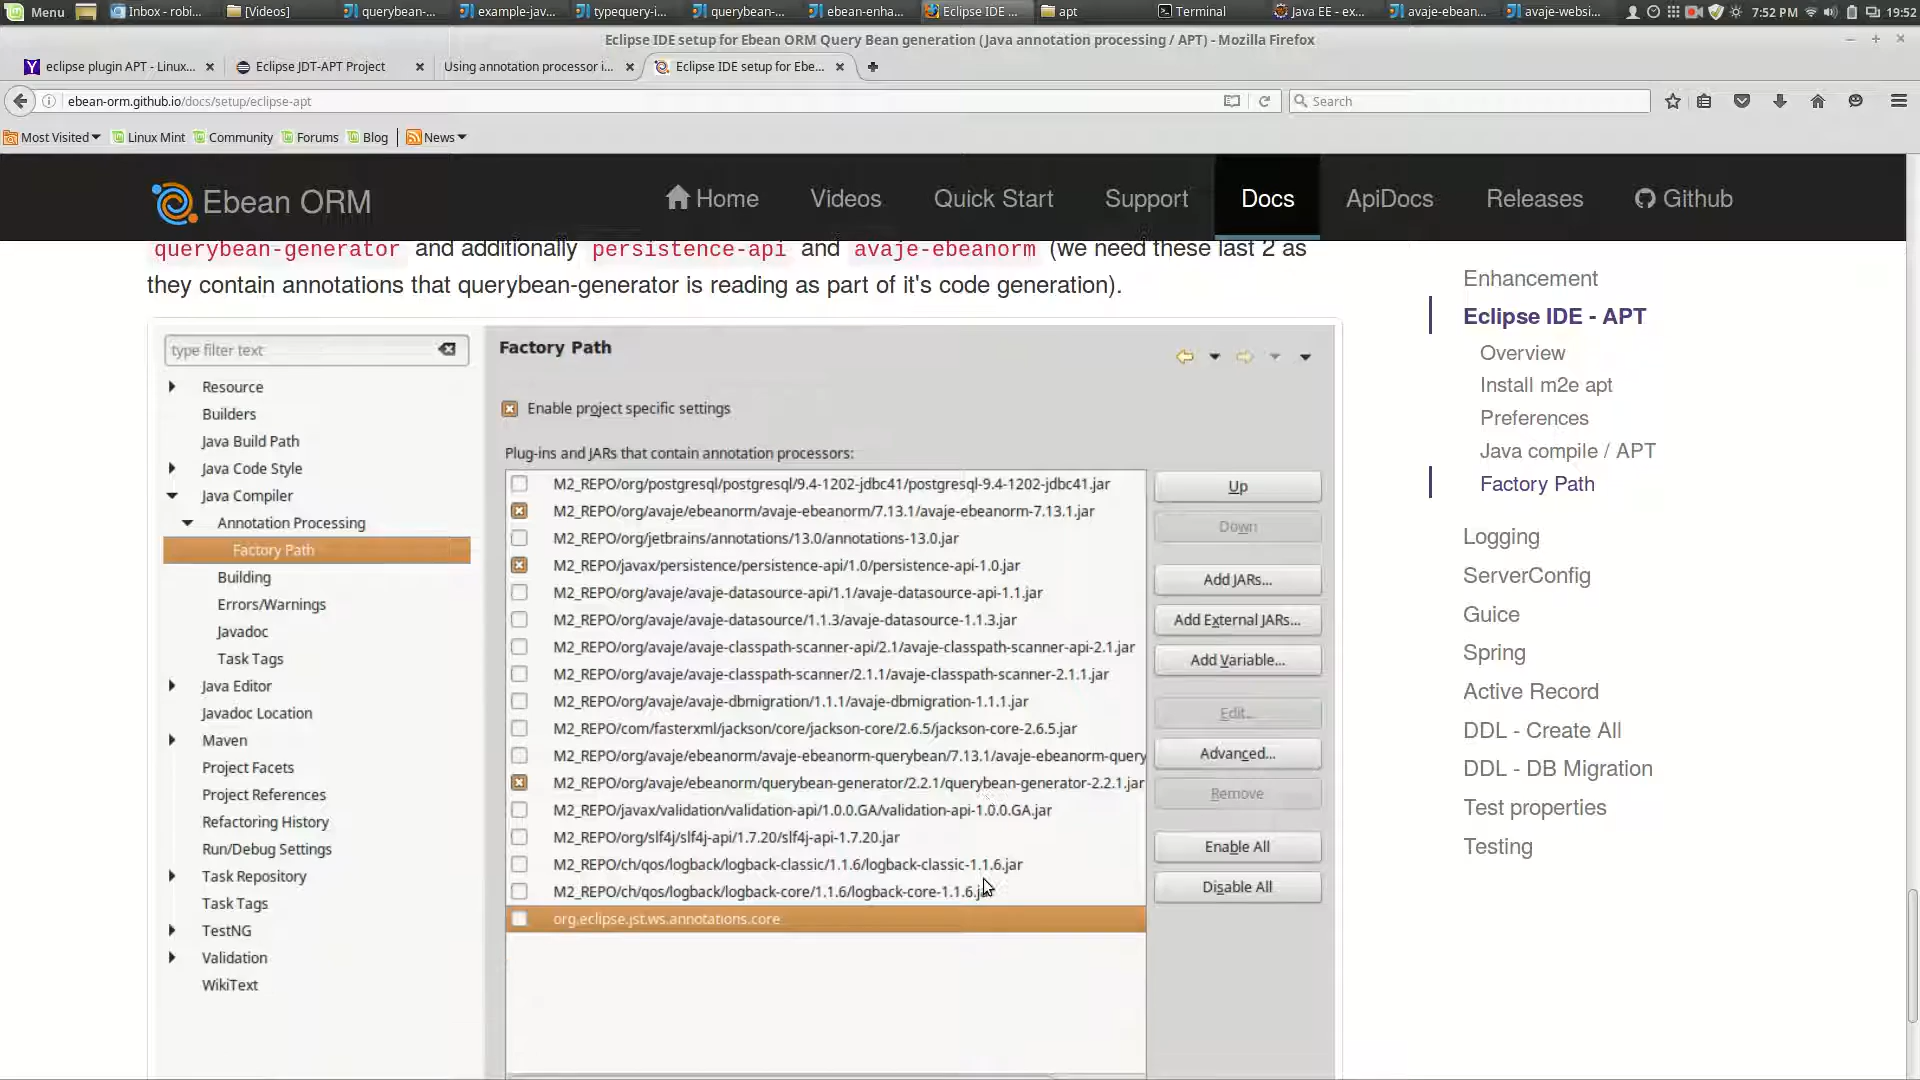 Menu
Inbox - robi...
[Videos]
querybean-...
example-jav...
typequery-i...
querybean-...
ebean-enha...
Eclipse IDE ...
apt
Terminal
Java EE - ex...
avaje-ebean...
avaje-websi...
7:52 PM
19:52
Eclipse IDE setup for Ebean ORM Query Bean generation (Java annotation processing / APT) - Mozilla Firefox
eclipse plugin APT - Linux...
Eclipse JDT-APT Project
Using annotation processor i...
Eclipse IDE setup for Ebe...
ebean-orm.github.io/docs/setup/eclipse-apt
Search
Most Visited
Linux Mint
Community
Forums
Blog
News
Ebean ORM
Home
Videos
Quick Start
Support
Docs
ApiDocs
Releases
Github
querybean-generator and additionally persistence-api and avaje-ebeanorm (we need these last 2 as
they contain annotations that querybean-generator is reading as part of it's code generation).
type filter text
Resource
Builders
Java Build Path
Java Code Style
Java Compiler
Annotation Processing
Factory Path
Building
Errors/Warnings
Javadoc
Task Tags
Java Editor
Javadoc Location
Maven
Project Facets
Project References
Refactoring History
Run/Debug Settings
Task Repository
Task Tags
TestNG
Validation
WikiText
Factory Path
Enable project specific settings
Plug-ins and JARs that contain annotation processors:
M2_REPO/org/postgresql/postgresql/9.4-1202-jdbc41/postgresql-9.4-1202-jdbc41.jar
M2_REPO/org/avaje/ebeanorm/avaje-ebeanorm/7.13.1/avaje-ebeanorm-7.13.1.jar
M2_REPO/org/jetbrains/annotations/13.0/annotations-13.0.jar
M2_REPO/javax/persistence/persistence-api/1.0/persistence-api-1.0.jar
M2_REPO/org/avaje/avaje-datasource-api/1.1/avaje-datasource-api-1.1.jar
M2_REPO/org/avaje/avaje-datasource/1.1.3/avaje-datasource-1.1.3.jar
M2_REPO/org/avaje/avaje-classpath-scanner-api/2.1/avaje-classpath-scanner-api-2.1.jar
M2_REPO/org/avaje/avaje-classpath-scanner/2.1.1/avaje-classpath-scanner-2.1.1.jar
M2_REPO/org/avaje/avaje-dbmigration/1.1.1/avaje-dbmigration-1.1.1.jar
M2_REPO/com/fasterxml/jackson/core/jackson-core/2.6.5/jackson-core-2.6.5.jar
M2_REPO/org/avaje/ebeanorm/avaje-ebeanorm-querybean/7.13.1/avaje-ebeanorm-query
M2_REPO/org/avaje/ebeanorm/querybean-generator/2.2.1/querybean-generator-2.2.1.jar
M2_REPO/javax/validation/validation-api/1.0.0.GA/validation-api-1.0.0.GA.jar
M2_REPO/org/slf4j/slf4j-api/1.7.20/slf4j-api-1.7.20.jar
M2_REPO/ch/qos/logback/logback-classic/1.1.6/logback-classic-1.1.6.jar
M2_REPO/ch/qos/logback/logback-core/1.1.6/logback-core-1.1.6.jar
org.eclipse.jst.ws.annotations.core
Up
Down
Add JARs...
Add External JARs...
Add Variable...
Edit...
Advanced...
Remove
Enable All
Disable All
Enhancement
Eclipse IDE - APT
Overview
Install m2e apt
Preferences
Java compile / APT
Factory Path
Logging
ServerConfig
Guice
Spring
Active Record
DDL - Create All
DDL - DB Migration
Test properties
Testing